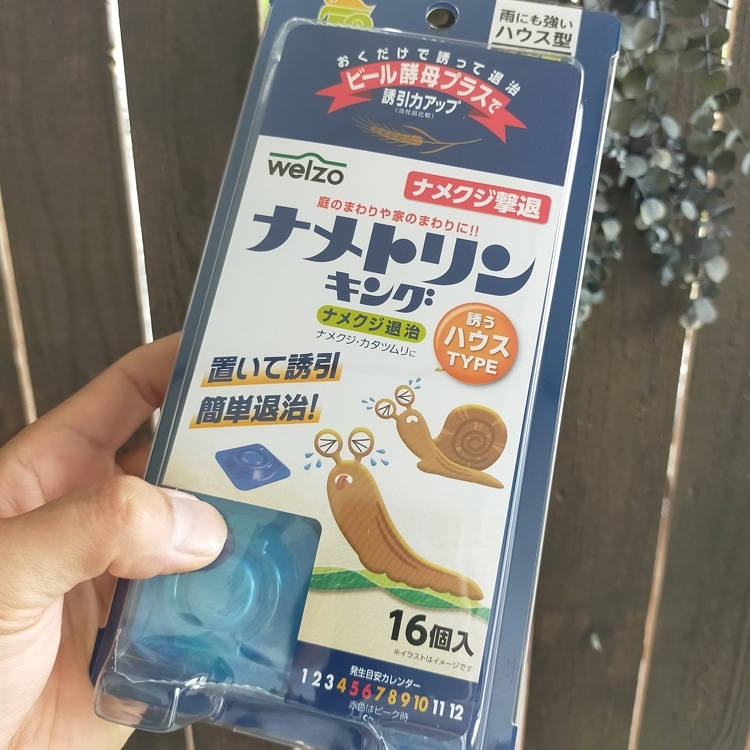 雨にも強い
ハウス型
おくだけで誘って退治
ビール酵母プラスで
誘引力アップ
(当社品比較)
welzo
ナメクジ撃退
庭のまわりや家のまわりに!!
ナメトリン
キング
ナメクジ退治
ナメクジ・カタツムリに
誘う
ハウス
TYPE
置いて誘引
簡単退治!
16個入
※イラストはイメージです
発生目安カレンダー
1 2 3 4 5 6 7 8 9 10 11 12
赤色はピーク時